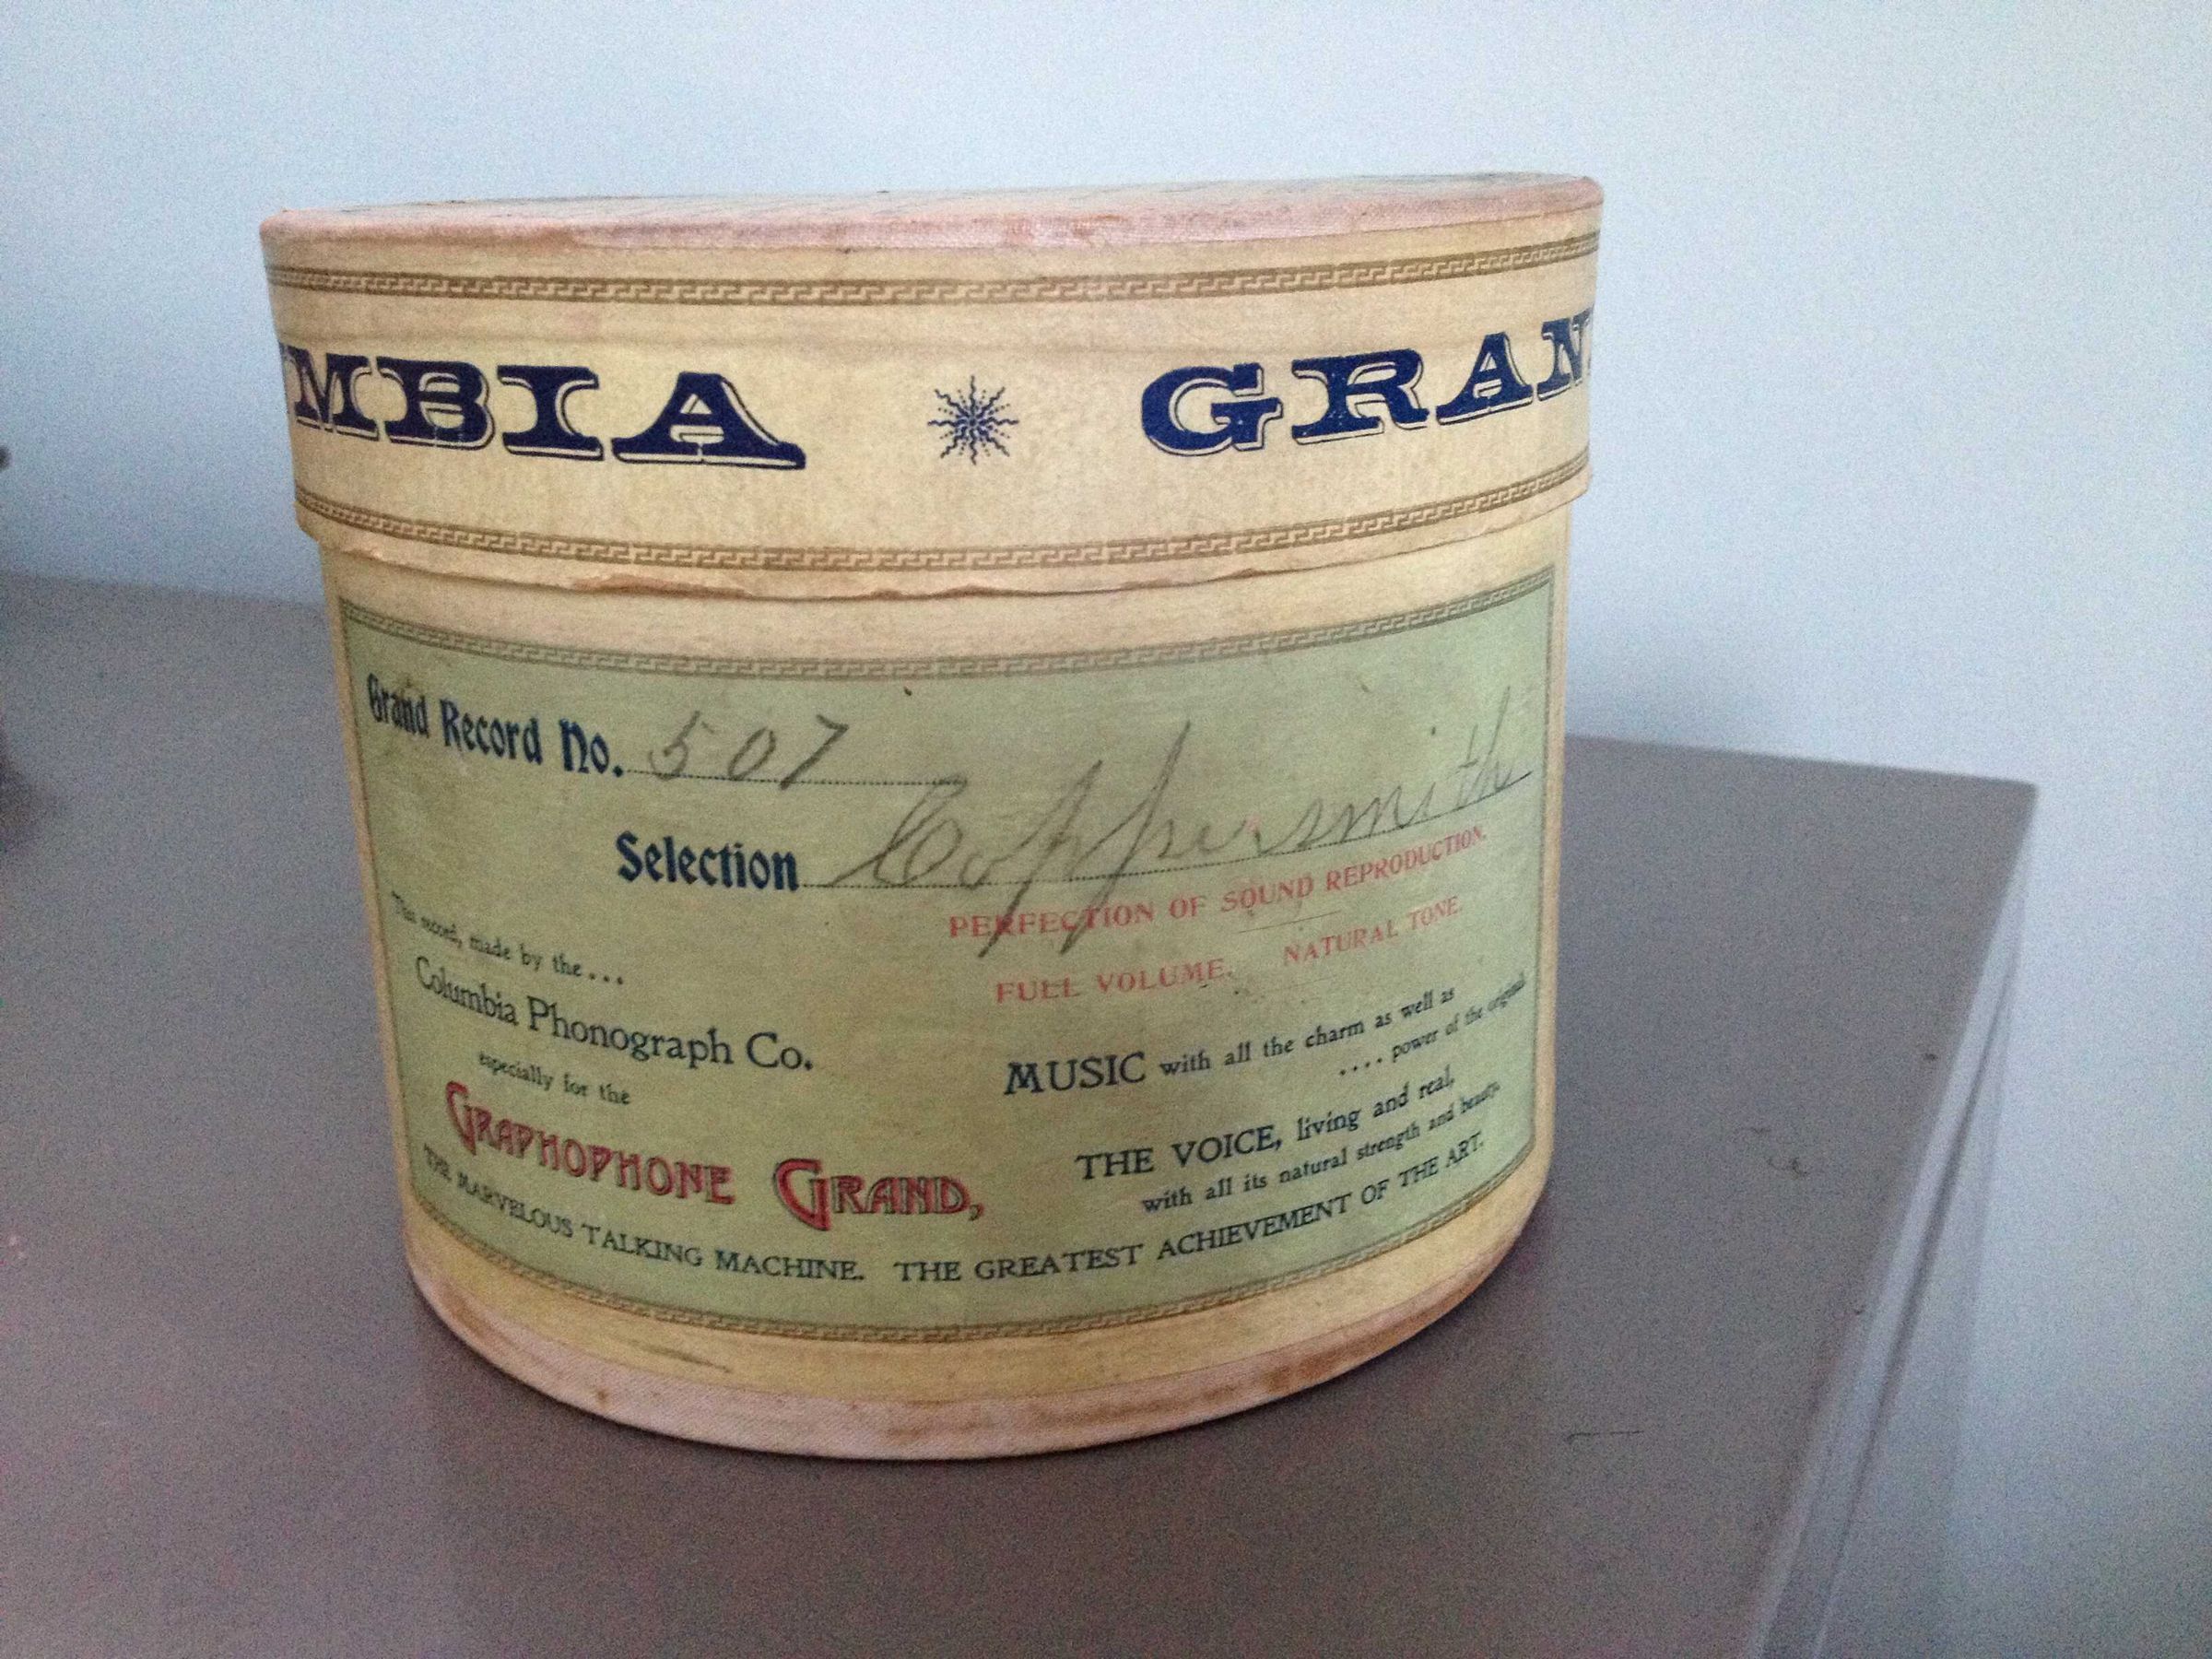 MBIA GRAN
Grand Record No. 507
Selection Coppersmith
This record, made by the...
Columbia Phonograph Co.
especially for the
GRAPHOPHONE GRAND,
PERFECTION OF SOUND REPRODUCTION.
FULL VOLUME. NATURAL TONE.
MUSIC with all the charm as well as
.... power of the original
THE VOICE, living and real,
with all its natural strength and beauty.
THE MARVELOUS TALKING MACHINE. THE GREATEST ACHIEVEMENT OF THE ART.